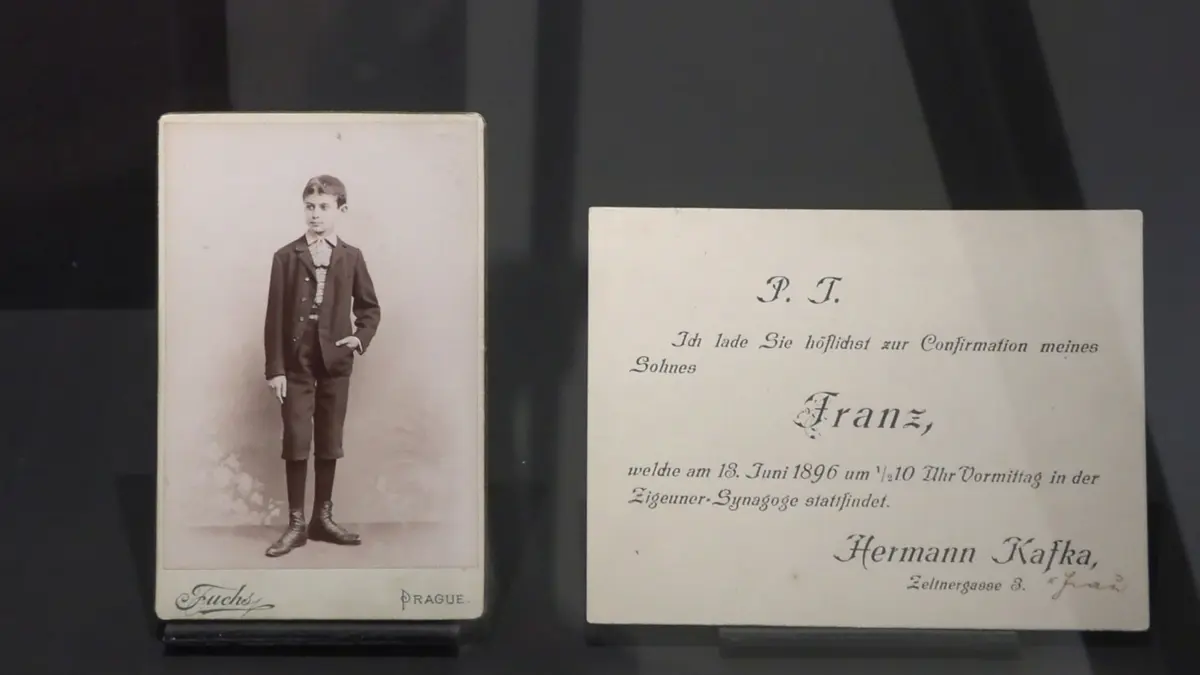 Fuchs
PRAGUE.
P. T.
Ich lade Sie höflichst zur Confirmation meines
Sohnes
Franz,
welche am 13. Juni 1896 um ½10 Uhr Vormittag in der
Zigeuner-Synagoge stattfindet.
Hermann Kafka,
Zeltnergasse 3.